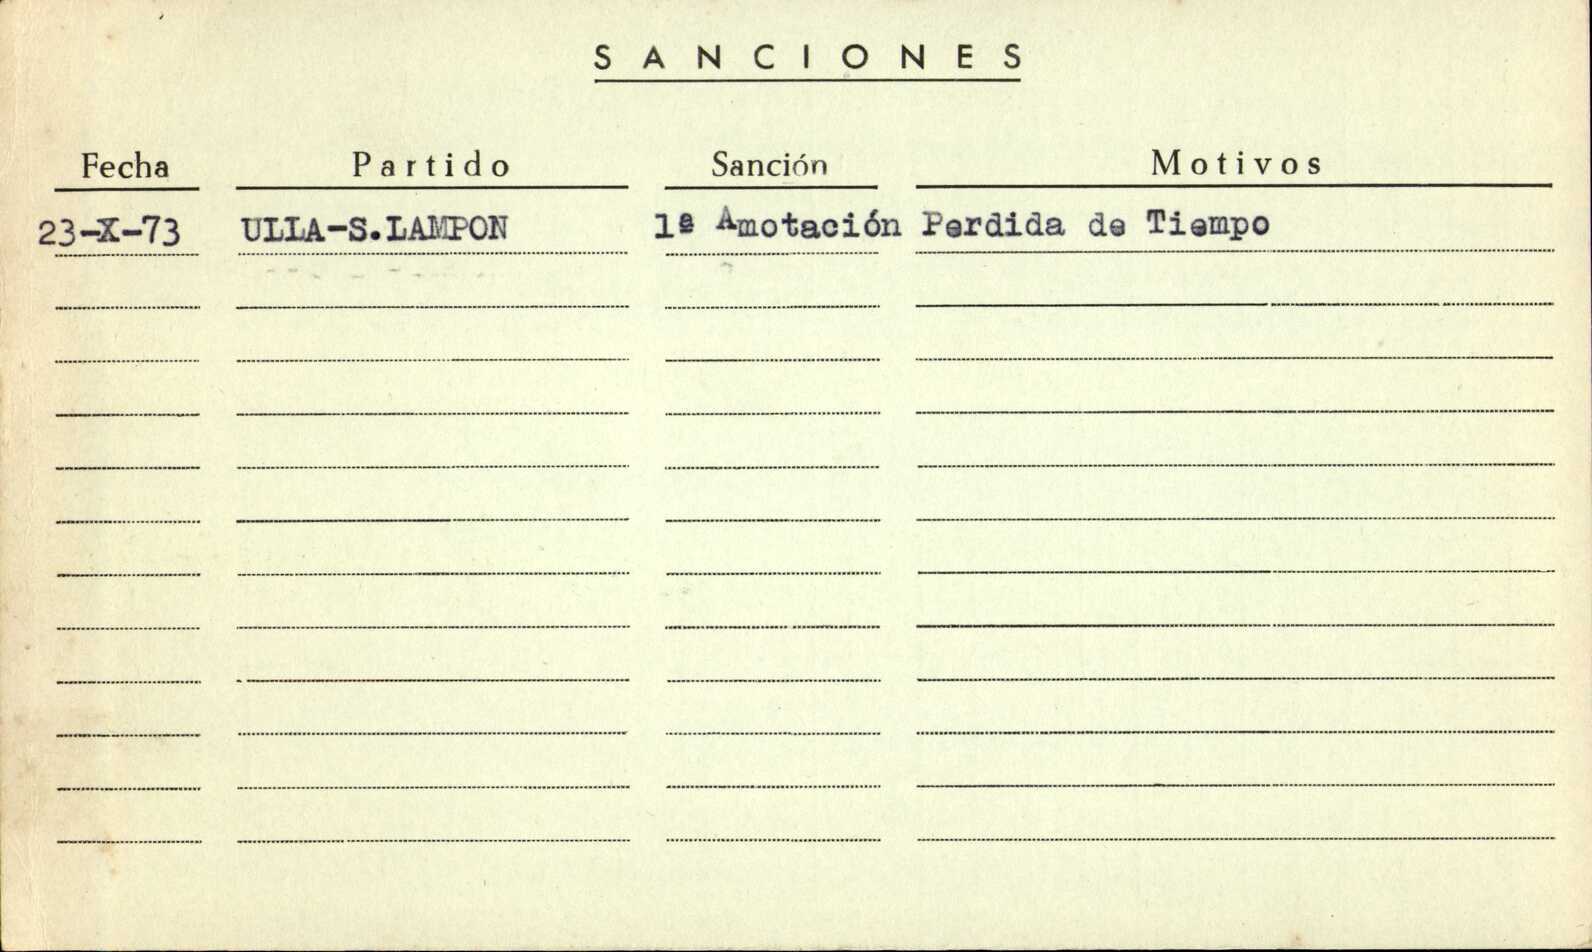 SANCIONES
Fecha Partido Sanción Motivos
23-X-73 ULLA-S.LAMPON 1ª Amotación Perdida de Tiempo